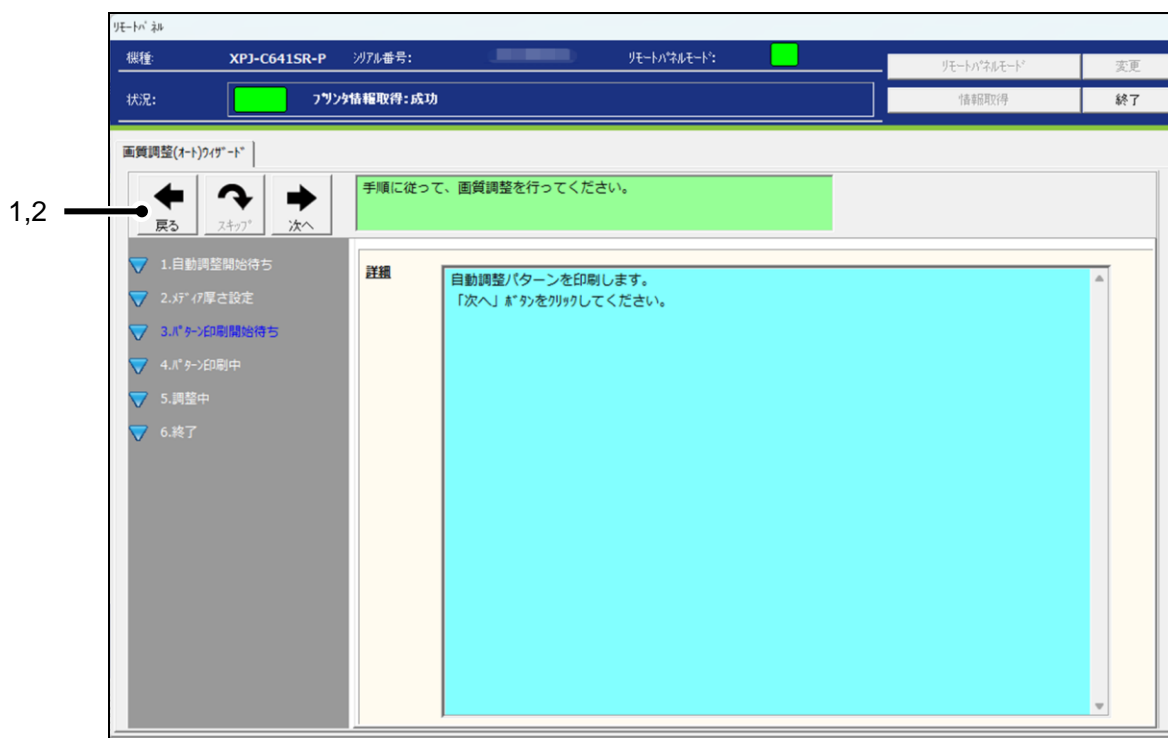 ﾘﾓｰﾄﾊﾟﾈﾙ
機種: XPJ-C641SR-P ｼﾘｱﾙ番号: ﾘﾓｰﾄﾊﾟﾈﾙﾓｰﾄﾞ: ﾘﾓｰﾄﾊﾟﾈﾙﾓｰﾄﾞ 変更
状況: ﾌﾟﾘﾝﾀ情報取得:成功 情報取得 終了
画質調整(ｵｰﾄ)ｳｨｻﾞｰﾄﾞ
1,2
戻る ｽｷｯﾌﾟ 次へ
手順に従って、画質調整を行ってください。
1.自動調整開始待ち
2.ﾒﾃﾞｨｱ厚さ設定
3.ﾊﾟﾀｰﾝ印刷開始待ち
4.ﾊﾟﾀｰﾝ印刷中
5.調整中
6.終了
詳細
自動調整パターンを印刷します。
「次へ」ﾎﾞﾀﾝをｸﾘｯｸしてください。